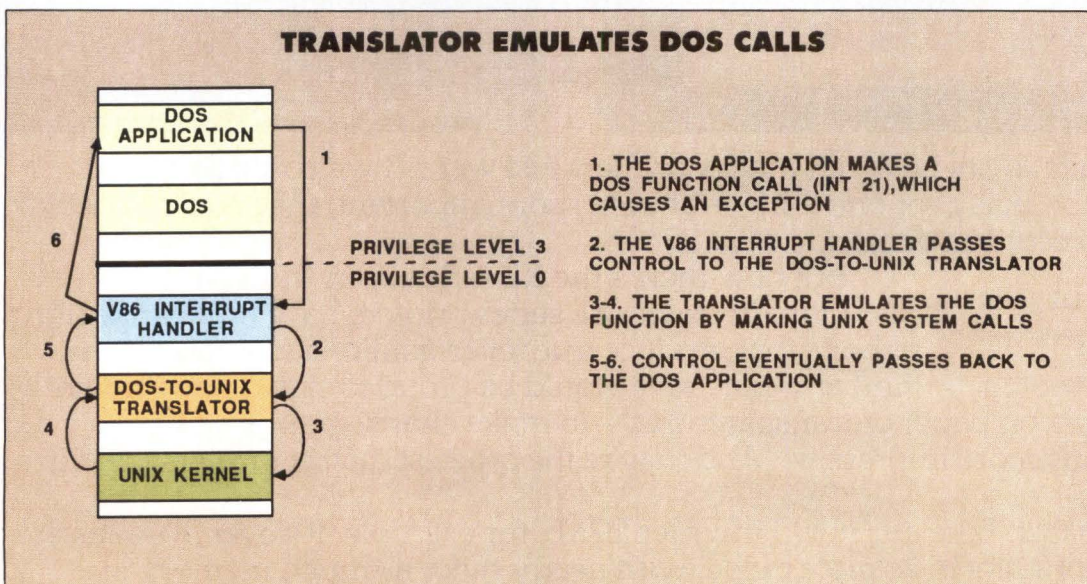 TRANSLATOR EMULATES DOS CALLS
DOS
APPLICATION
1
DOS
6
PRIVILEGE LEVEL 3
PRIVILEGE LEVEL 0
V86 INTERRUPT
HANDLER
5
2
DOS-TO-UNIX
TRANSLATOR
4
3
UNIX KERNEL
1. THE DOS APPLICATION MAKES A
DOS FUNCTION CALL (INT 21),WHICH
CAUSES AN EXCEPTION
2. THE V86 INTERRUPT HANDLER PASSES
CONTROL TO THE DOS-TO-UNIX TRANSLATOR
3-4. THE TRANSLATOR EMULATES THE DOS
FUNCTION BY MAKING UNIX SYSTEM CALLS
5-6. CONTROL EVENTUALLY PASSES BACK TO
THE DOS APPLICATION